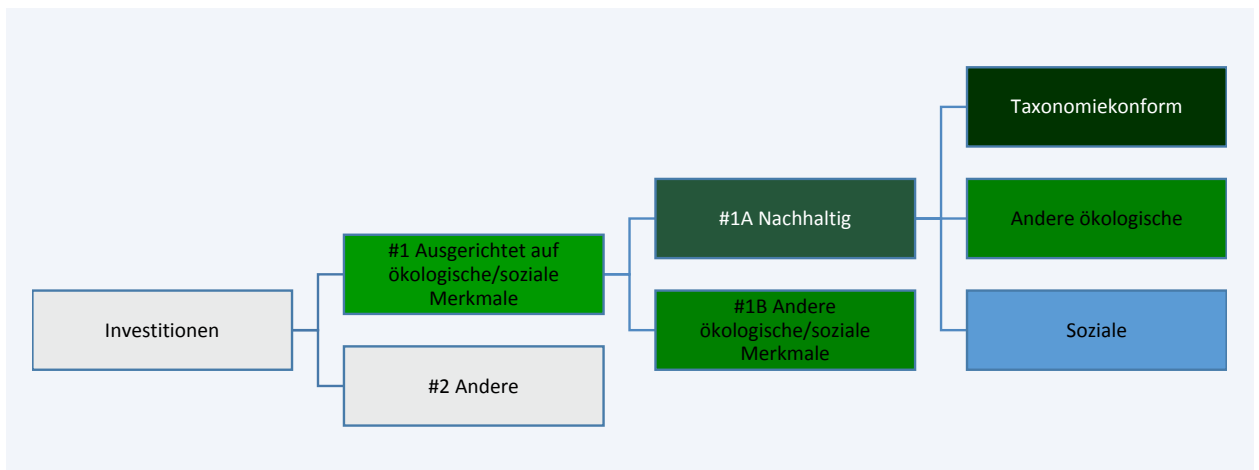 Investitionen
#1 Ausgerichtet auf
ökologische/soziale
Merkmale
#2 Andere
#1A Nachhaltig
#1B Andere
ökologische/soziale
Merkmale
Taxonomiekonform
Andere ökologische
Soziale